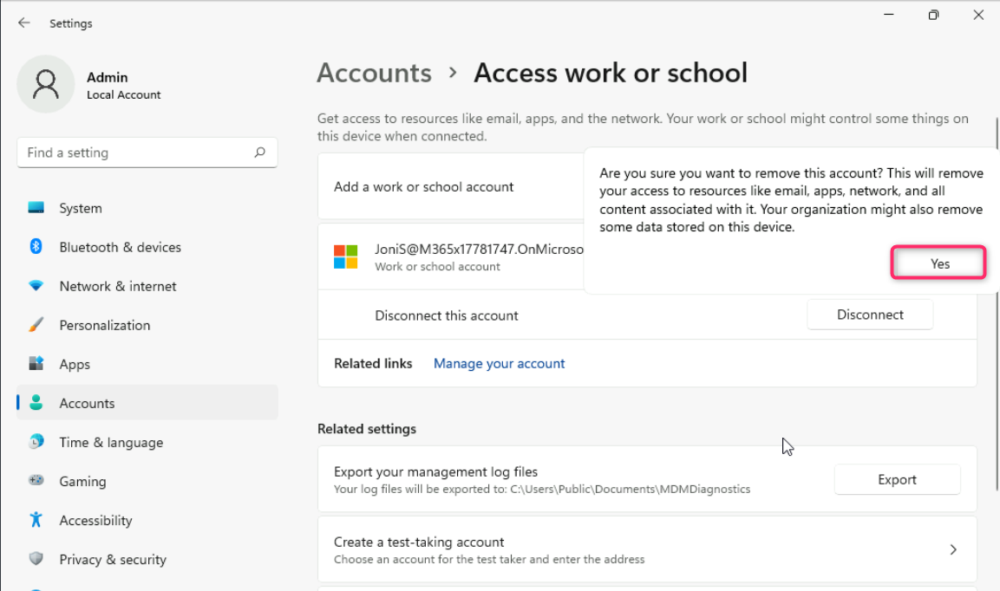 Settings
Admin
Local Account
Find a setting
System
Bluetooth & devices
Network & internet
Personalization
Apps
Accounts
Time & language
Gaming
Accessibility
Privacy & security
Accounts > Access work or school
Get access to resources like email, apps, and the network. Your work or school might control some things on
this device when connected.
Add a work or school account
Are you sure you want to remove this account? This will remove
your access to resources like email, apps, network, and all
content associated with it. Your organization might also remove
some data stored on this device.
Yes
JoniS@M365x17781747.OnMicroso
Work or school account
Disconnect this account
Disconnect
Related links Manage your account
Related settings
Export your management log files
Your log files will be exported to: C:\Users\Public\Documents\MDMDiagnostics
Export
Create a test-taking account
Choose an account for the test taker and enter the address